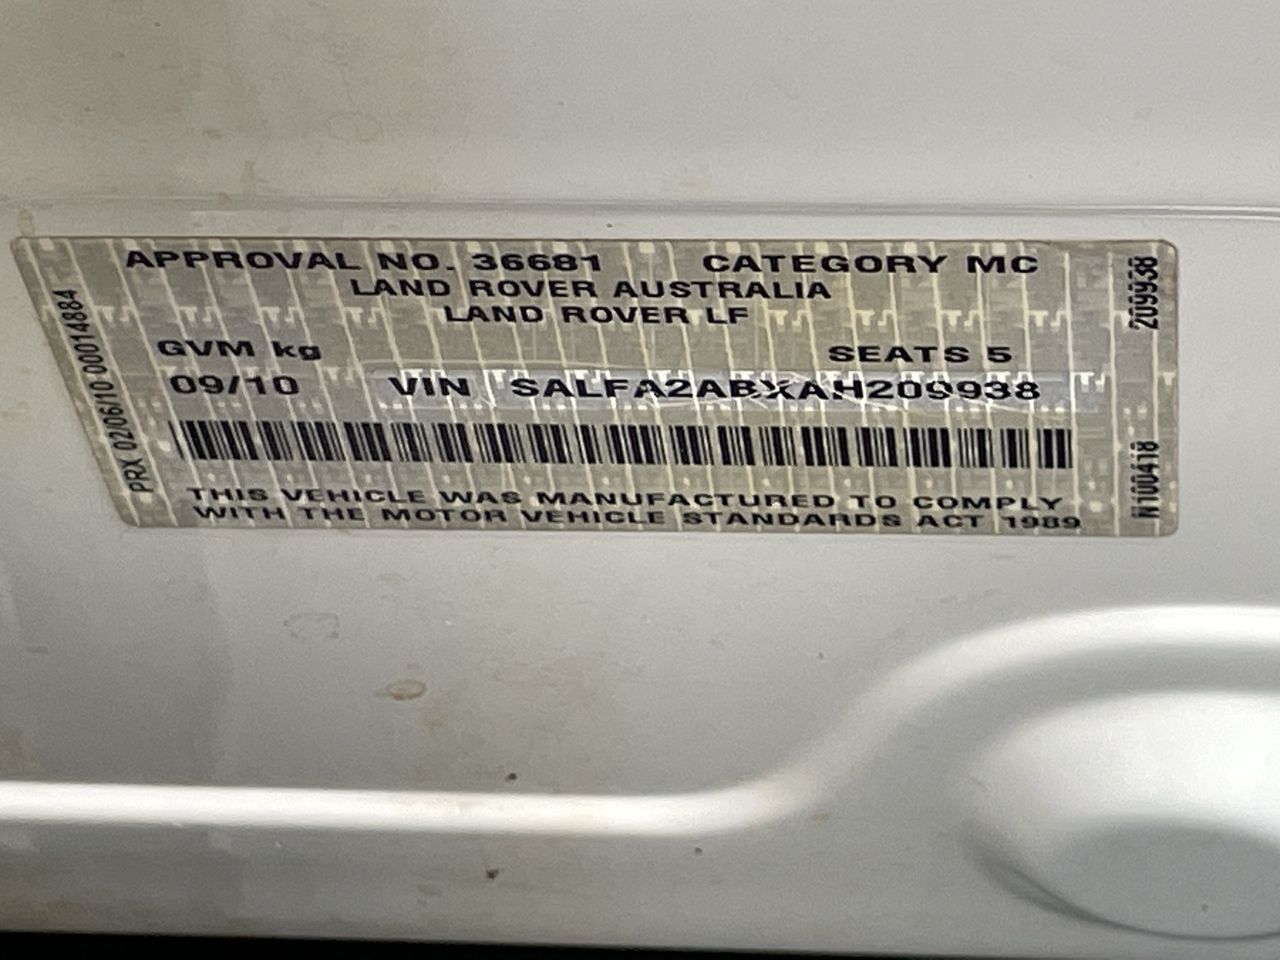 APPROVAL NO. 36681 CATEGORY MC
LAND ROVER AUSTRALIA
LAND ROVER LF
GVM kg SEATS 5
09/10 VIN SALFA2ABXAH209938
THIS VEHICLE WAS MANUFACTURED TO COMPLY
WITH THE MOTOR VEHICLE STANDARDS ACT 1989
PRX 02/06/10 00014884
209938
N100418